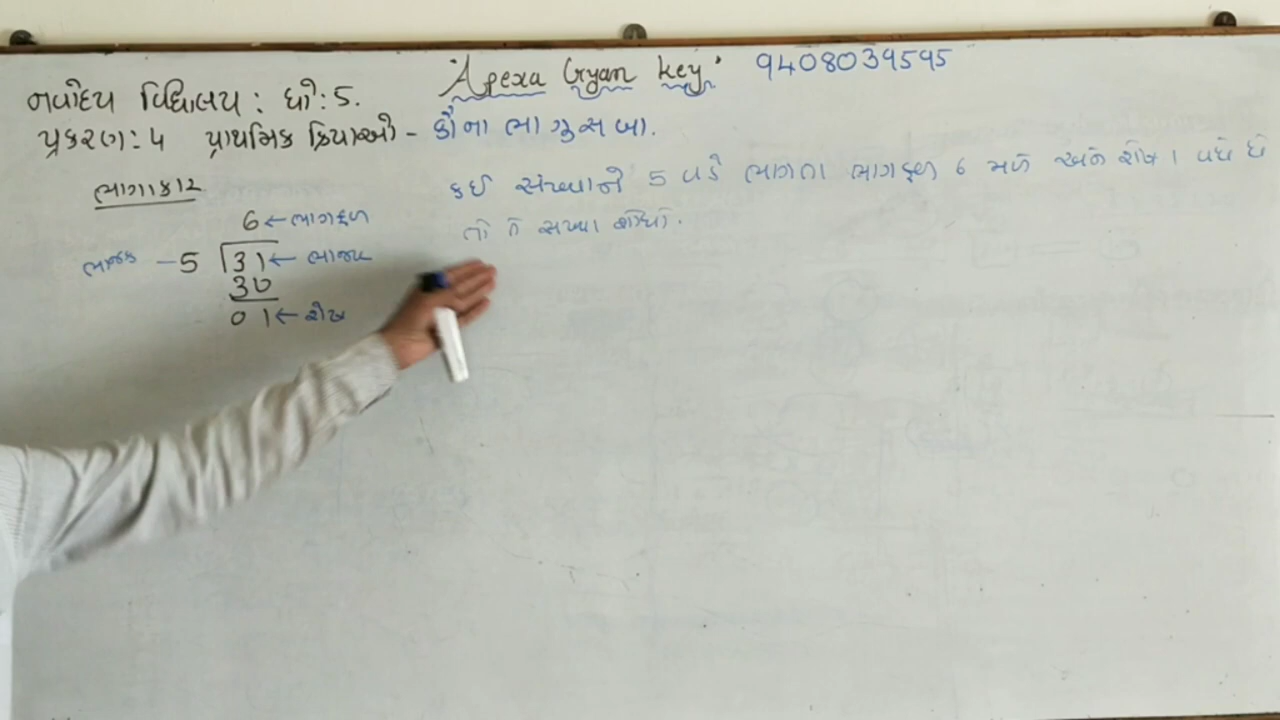 "Apexa Gyan key" 9408039595
નવોદય વિદ્યાલય : ધો : 5.
પ્રકરણ : 4 પ્રાથમિક ક્રિયાઓ - કૌંના ભા ગુ સ બા.
ભાગાકાર
કઈ સંખ્યાને 5 વડે ભાગતા ભાગફળ 6 મળે અને શેષ 1 વધે છે
તો તે સંખ્યા શોધો.
6 ← ભાગફળ
ભાજક - 5 31 ← ભાજ્ય
30
01 ← શેષ